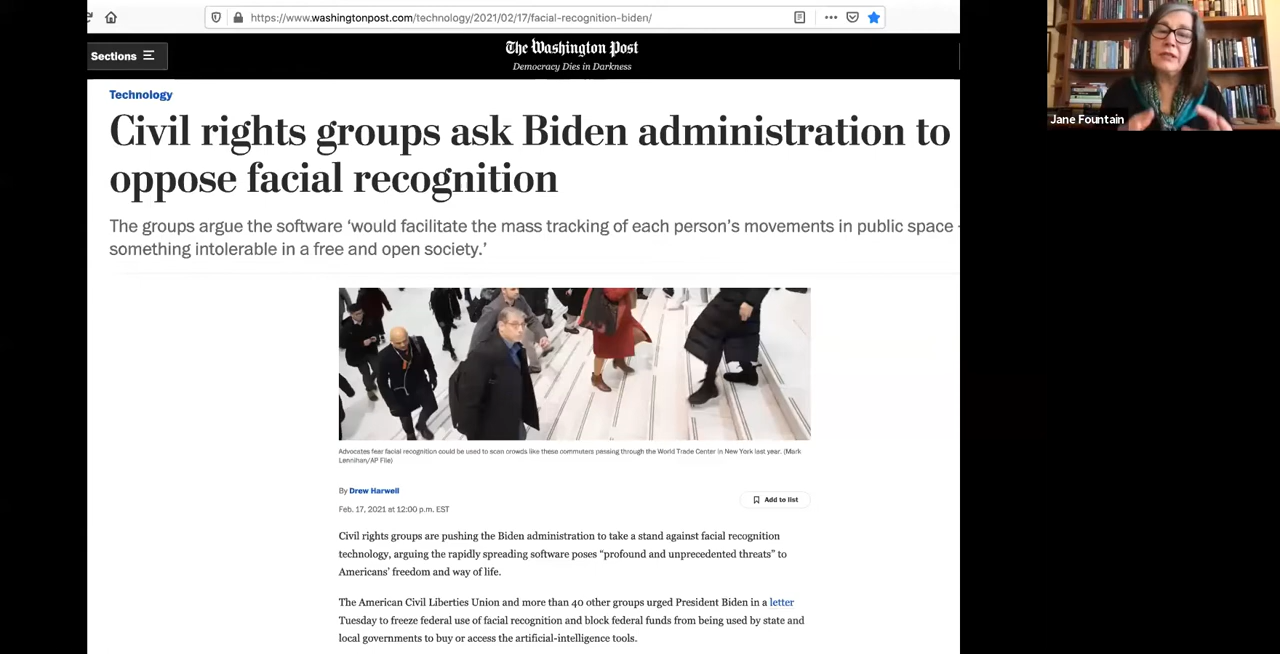 https://www.washingtonpost.com/technology/2021/02/17/facial-recognition-biden/
Sections
The Washington Post
Democracy Dies in Darkness
Technology
Civil rights groups ask Biden administration to
oppose facial recognition
The groups argue the software ‘would facilitate the mass tracking of each person’s movements in public space -
something intolerable in a free and open society.’
Advocates fear facial recognition could be used to scan crowds like these commuters passing through the World Trade Center in New York last year. (Mark
Lennihan/AP File)
By Drew Harwell
Add to list
Feb. 17, 2021 at 12:00 p.m. EST
Civil rights groups are pushing the Biden administration to take a stand against facial recognition
technology, arguing the rapidly spreading software poses “profound and unprecedented threats” to
Americans’ freedom and way of life.
The American Civil Liberties Union and more than 40 other groups urged President Biden in a letter
Tuesday to freeze federal use of facial recognition and block federal funds from being used by state and
local governments to buy or access the artificial-intelligence tools.
Jane Fountain